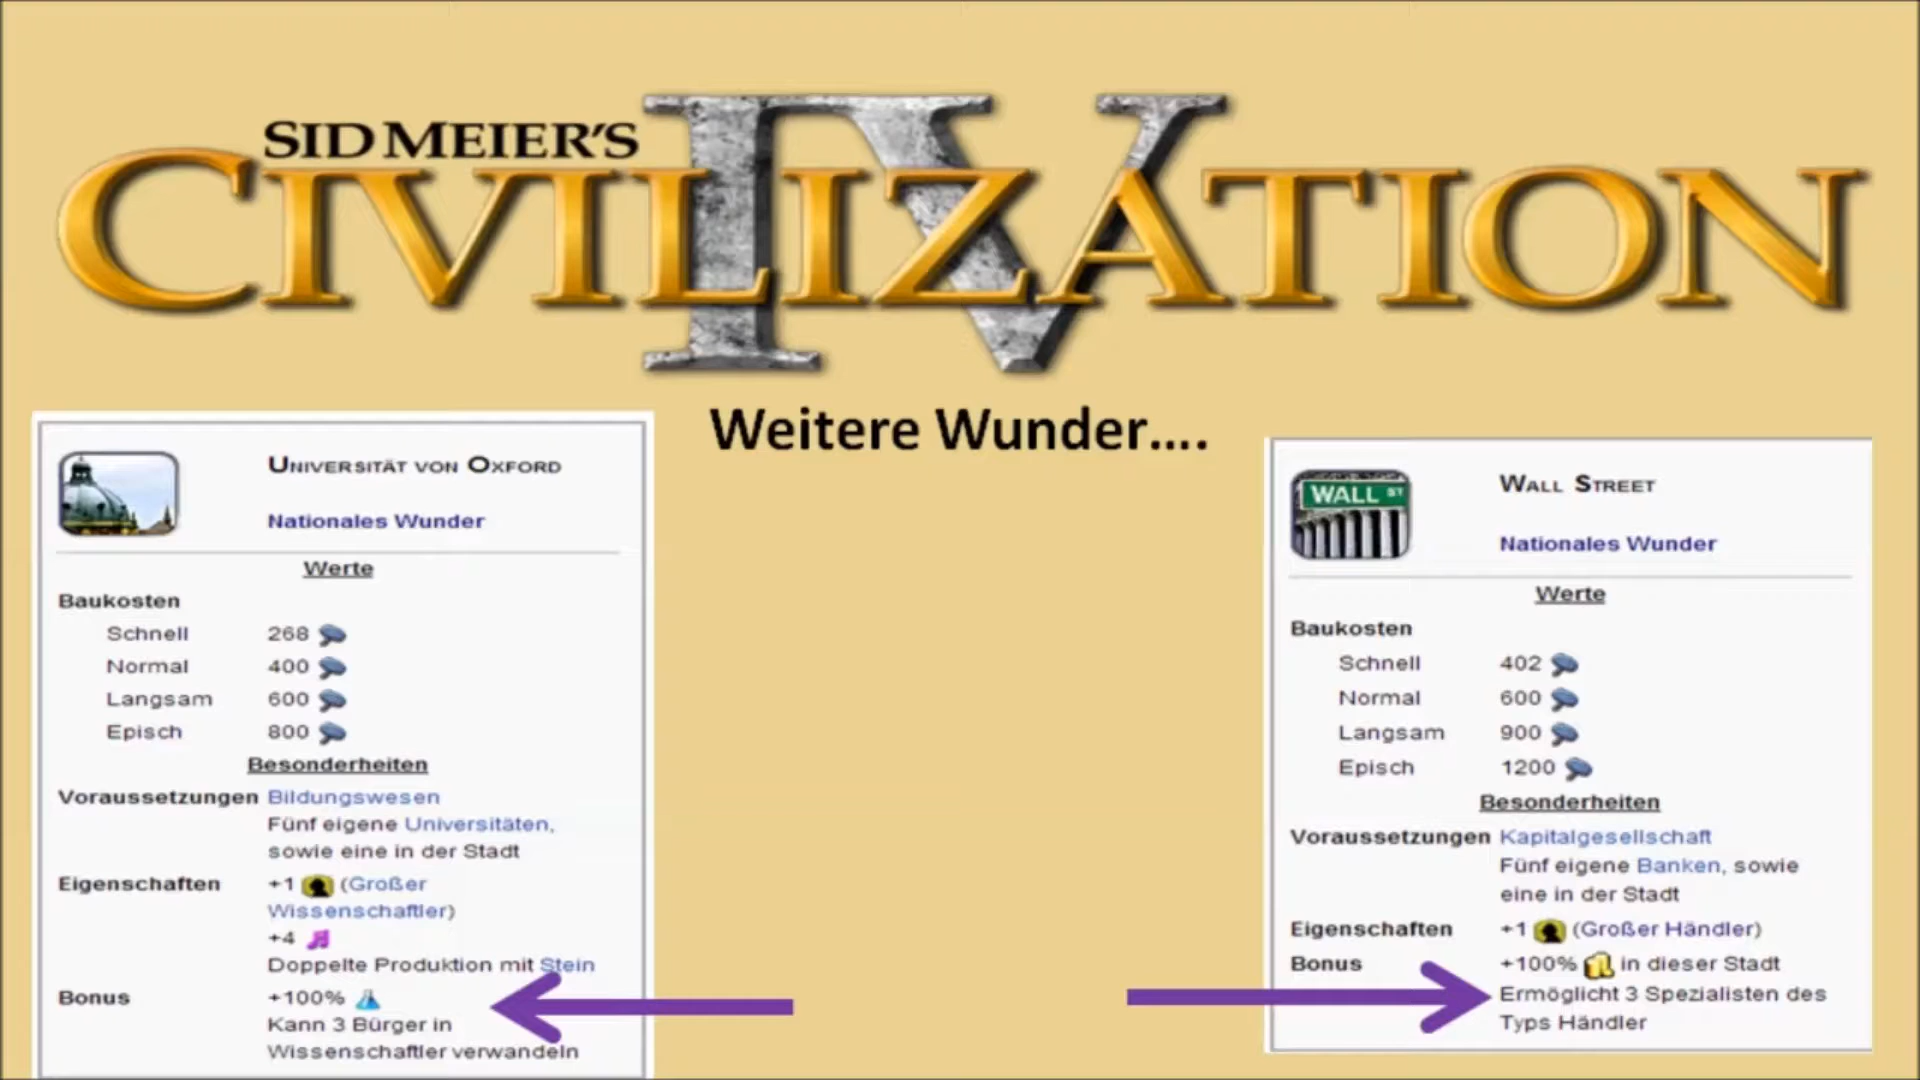 SID MEIER'S
CIVILIZATION
IV
Weitere Wunder....
UNIVERSITÄT VON OXFORD
Nationales Wunder
Werte
Baukosten
Schnell 268
Normal 400
Langsam 600
Episch 800
Besonderheiten
Voraussetzungen Bildungswesen
Fünf eigene Universitäten,
sowie eine in der Stadt
Eigenschaften +1 (Großer
Wissenschaftler)
+4
Doppelte Produktion mit Stein
Bonus +100%
Kann 3 Bürger in
Wissenschaftler verwandeln
WALL ST
WALL STREET
Nationales Wunder
Werte
Baukosten
Schnell 402
Normal 600
Langsam 900
Episch 1200
Besonderheiten
Voraussetzungen Kapitalgesellschaft
Fünf eigene Banken, sowie
eine in der Stadt
Eigenschaften +1 (Großer Händler)
Bonus +100% in dieser Stadt
Ermöglicht 3 Spezialisten des
Typs Händler